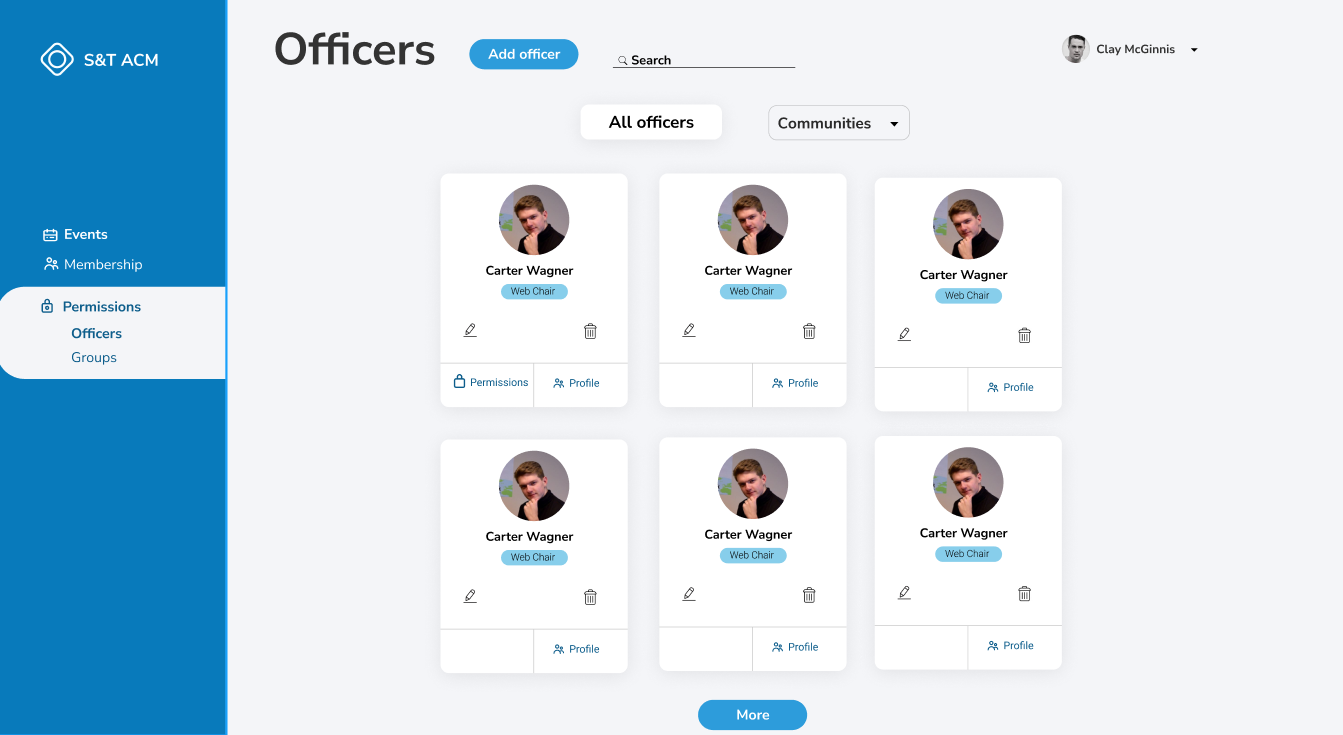 S&T ACM
Officers
Add officer
Search
Clay McGinnis
All officers
Communities
Events
Membership
Permissions
Officers
Groups
Carter Wagner
Web Chair
Permissions
Profile
Carter Wagner
Web Chair
Profile
Carter Wagner
Web Chair
Profile
Carter Wagner
Web Chair
Profile
Carter Wagner
Web Chair
Profile
Carter Wagner
Web Chair
Profile
More